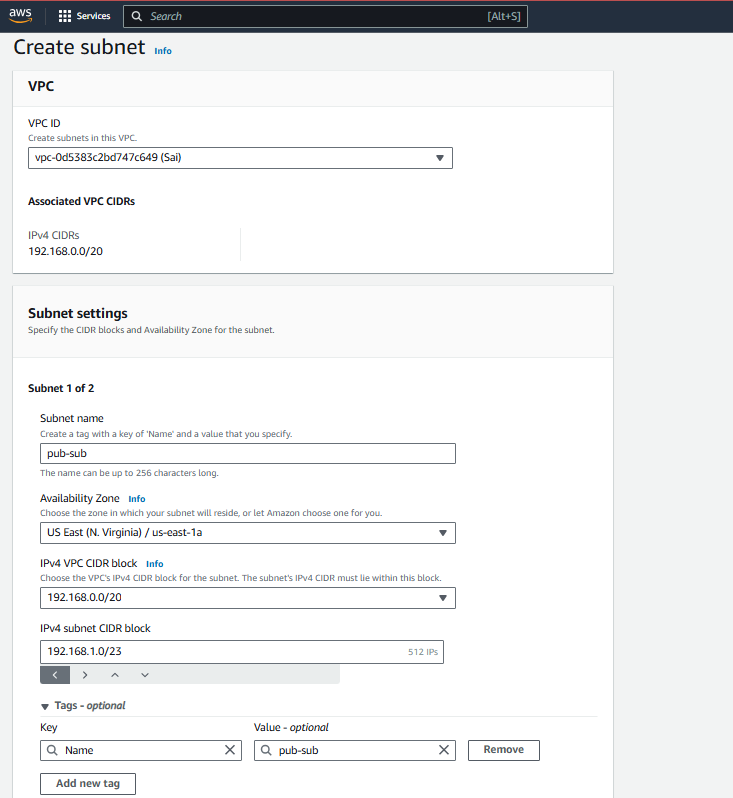 aws Services Search [Alt+S]
Create subnet Info
VPC
VPC ID
Create subnets in this VPC.
vpc-0d5383c2bd747c649 (Sai)
Associated VPC CIDRs
IPv4 CIDRs
192.168.0.0/20
Subnet settings
Specify the CIDR blocks and Availability Zone for the subnet.
Subnet 1 of 2
Subnet name
Create a tag with a key of 'Name' and a value that you specify.
pub-sub
The name can be up to 256 characters long.
Availability Zone Info
Choose the zone in which your subnet will reside, or let Amazon choose one for you.
US East (N. Virginia) / us-east-1a
IPv4 VPC CIDR block Info
Choose the VPC's IPv4 CIDR block for the subnet. The subnet's IPv4 CIDR must lie within this block.
192.168.0.0/20
IPv4 subnet CIDR block
192.168.1.0/23 512 IPs
Tags - optional
Key Value - optional
Name pub-sub Remove
Add new tag